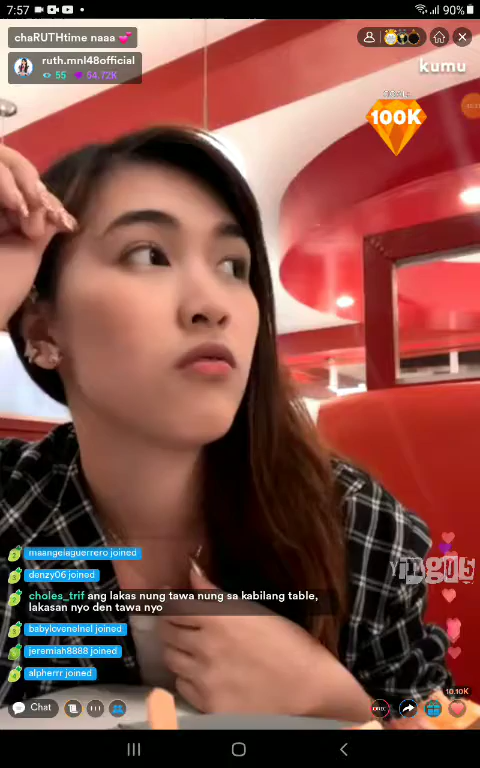 7:57
90%
chaRUTHtime naaa 💕
ruth.mnl48official
55 54.72K
kumu
100K
maangelaguerrero joined
denzy06 joined
choles_trif ang lakas nung tawa nung sa kabilang table,
lakasan nyo den tawa nyo
babylovenelnel joined
jeremiah8888 joined
alpherrr joined
10.10K
Chat